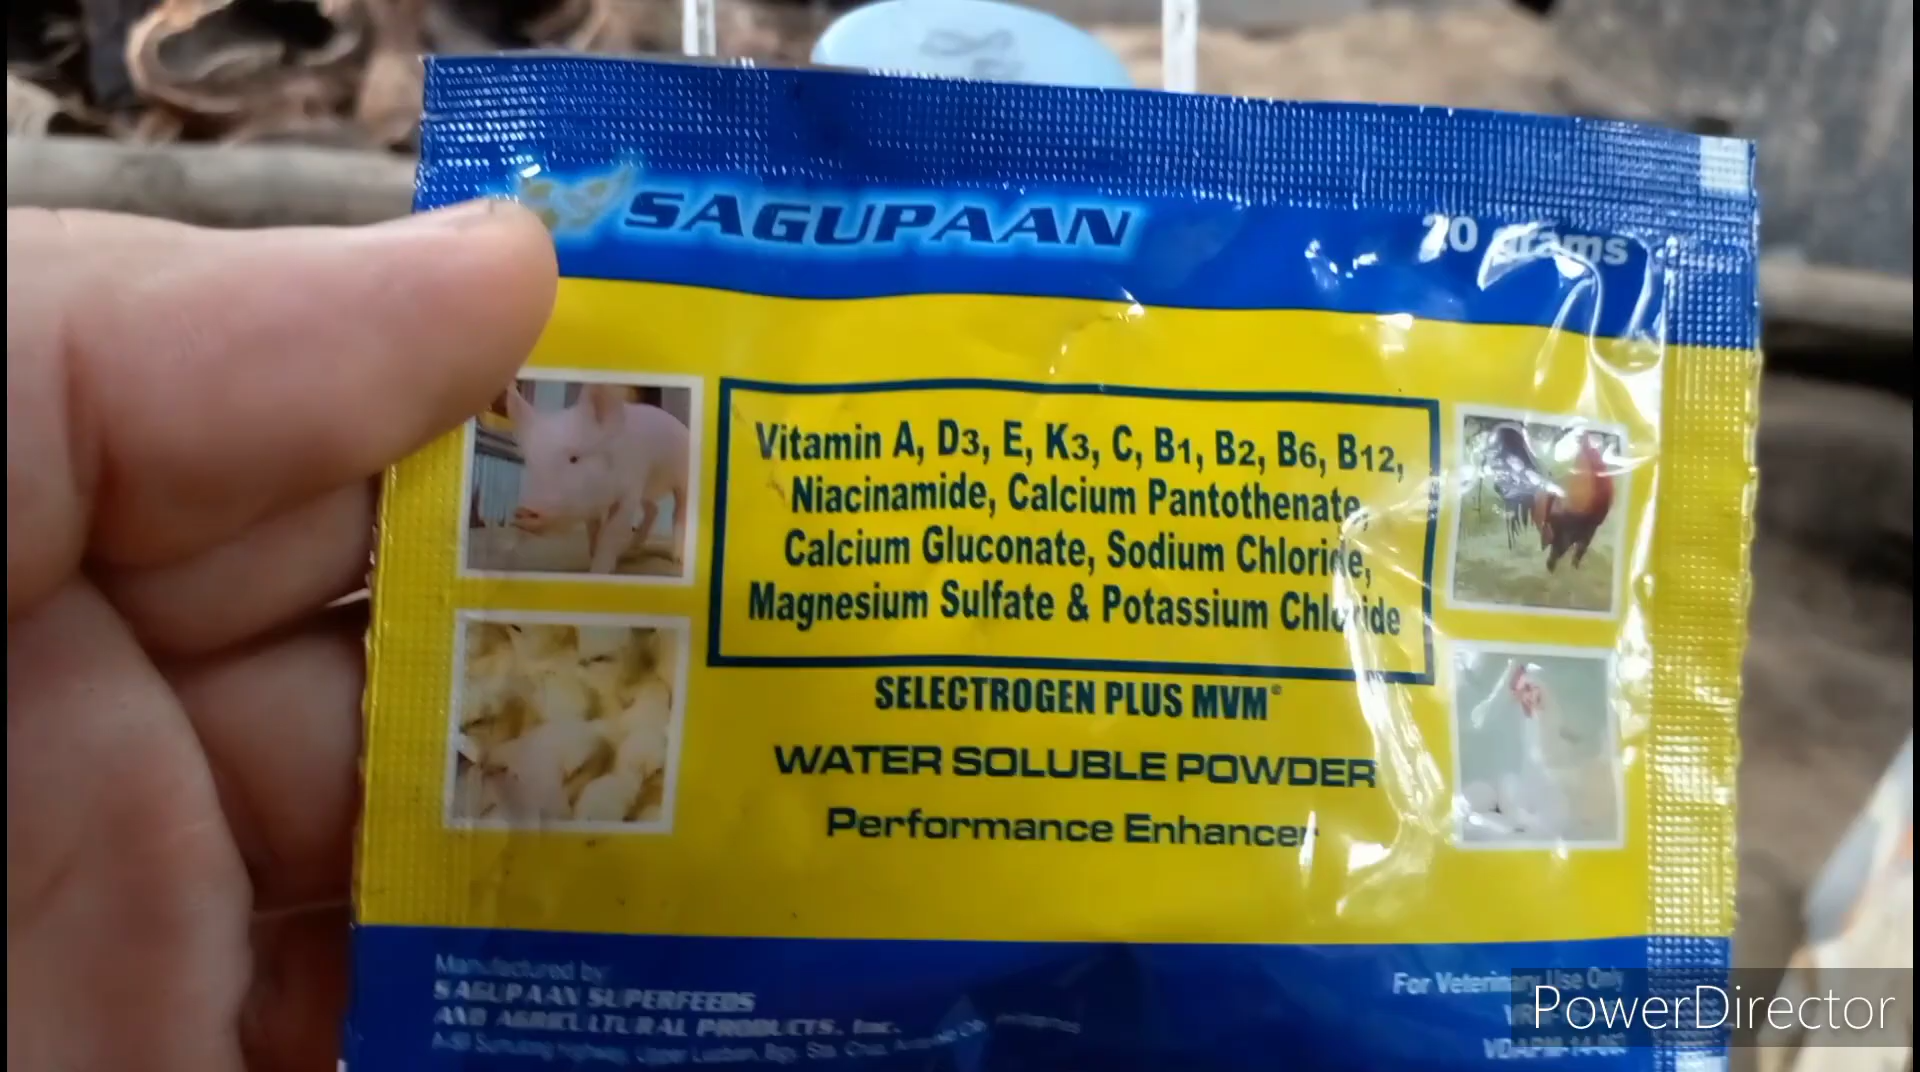 SAGUPAAN
20 grams
Vitamin A, D3, E, K3, C, B1, B2, B6, B12,
Niacinamide, Calcium Pantothenate,
Calcium Gluconate, Sodium Chloride,
Magnesium Sulfate & Potassium Chloride
SELECTROGEN PLUS MVM®
WATER SOLUBLE POWDER
Performance Enhancer
Manufactured by:
SAGUPAAN SUPERFEEDS
AND AGRICULTURAL PRODUCTS, Inc.
For Veterinary Use Only
PowerDirector